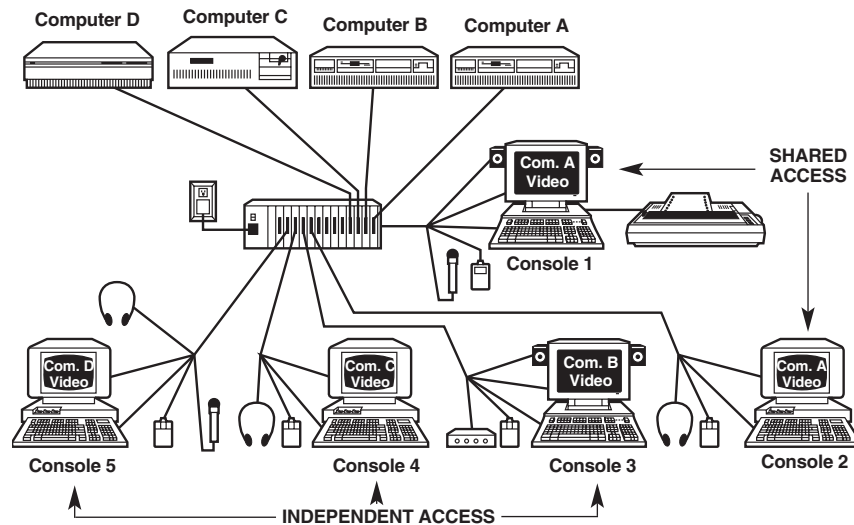 Computer D
Computer C
Computer B
Computer A
Com. A
Video
SHARED
ACCESS
Console 1
Com. D
Video
Com. C
Video
Com. B
Video
Com. A
Video
Console 5
Console 4
Console 3
Console 2
INDEPENDENT ACCESS